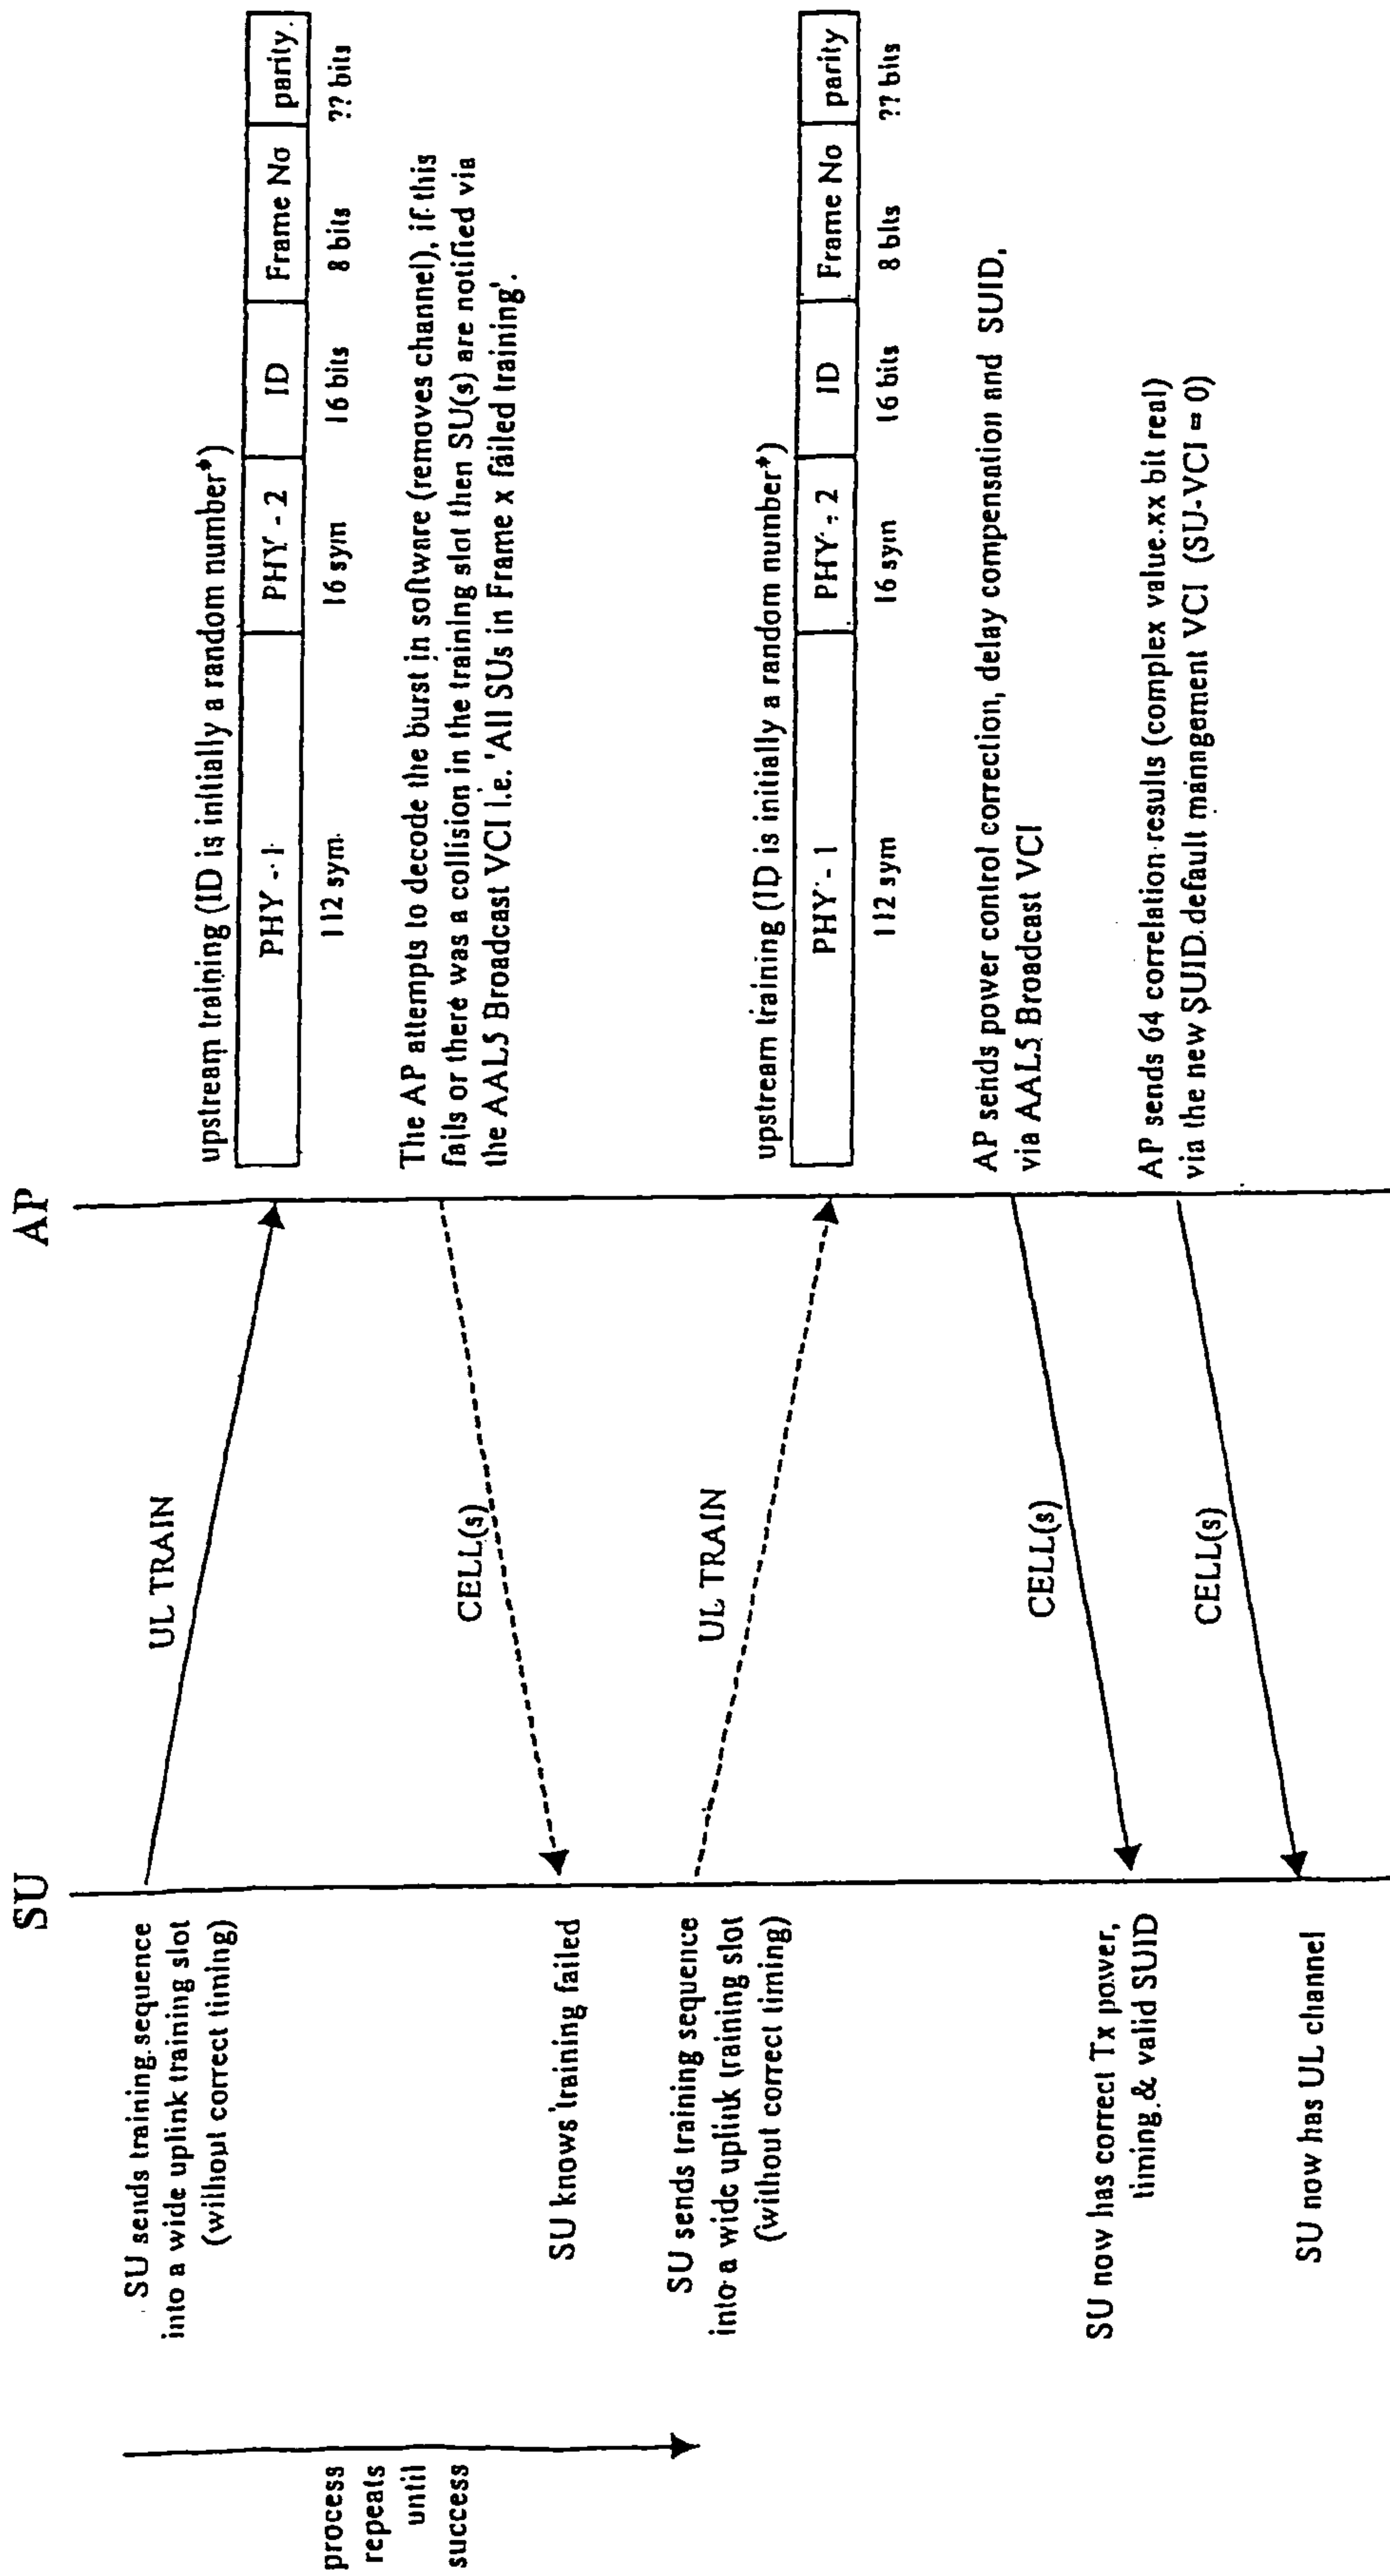 SU
AP
SU sends training sequence
into a wide uplink training slot
(without correct timing)
UL TRAIN
upstream training (ID is initially a random number*)
PHY - 1
PHY - 2
ID
Frame No
parity
112 sym
16 sym
16 bits
8 bits
?? bits
process
repeats
until
success
The AP attempts to decode the burst in software (removes channel), if this
fails or there was a collision in the training slot then SU(s) are notified via
the AAL5 Broadcast VCI i.e. 'All SUs in Frame x failed training'.
CELL(s)
SU knows training failed
SU sends training sequence
into a wide uplink training slot
(without correct timing)
UL TRAIN
upstream training (ID is initially a random number*)
PHY - 1
PHY - 2
ID
Frame No
parity
112 sym
16 sym
16 bits
8 bits
?? bits
AP sends power control correction, delay compensation and SUID,
via AAL5 Broadcast VCI
CELL(s)
SU now has correct Tx power,
timing & valid SUID
AP sends 64 correlation results (complex value xx bit real)
via the new SUID default manngement VCI (SU-VCI = 0)
CELL(s)
SU now has UL channel